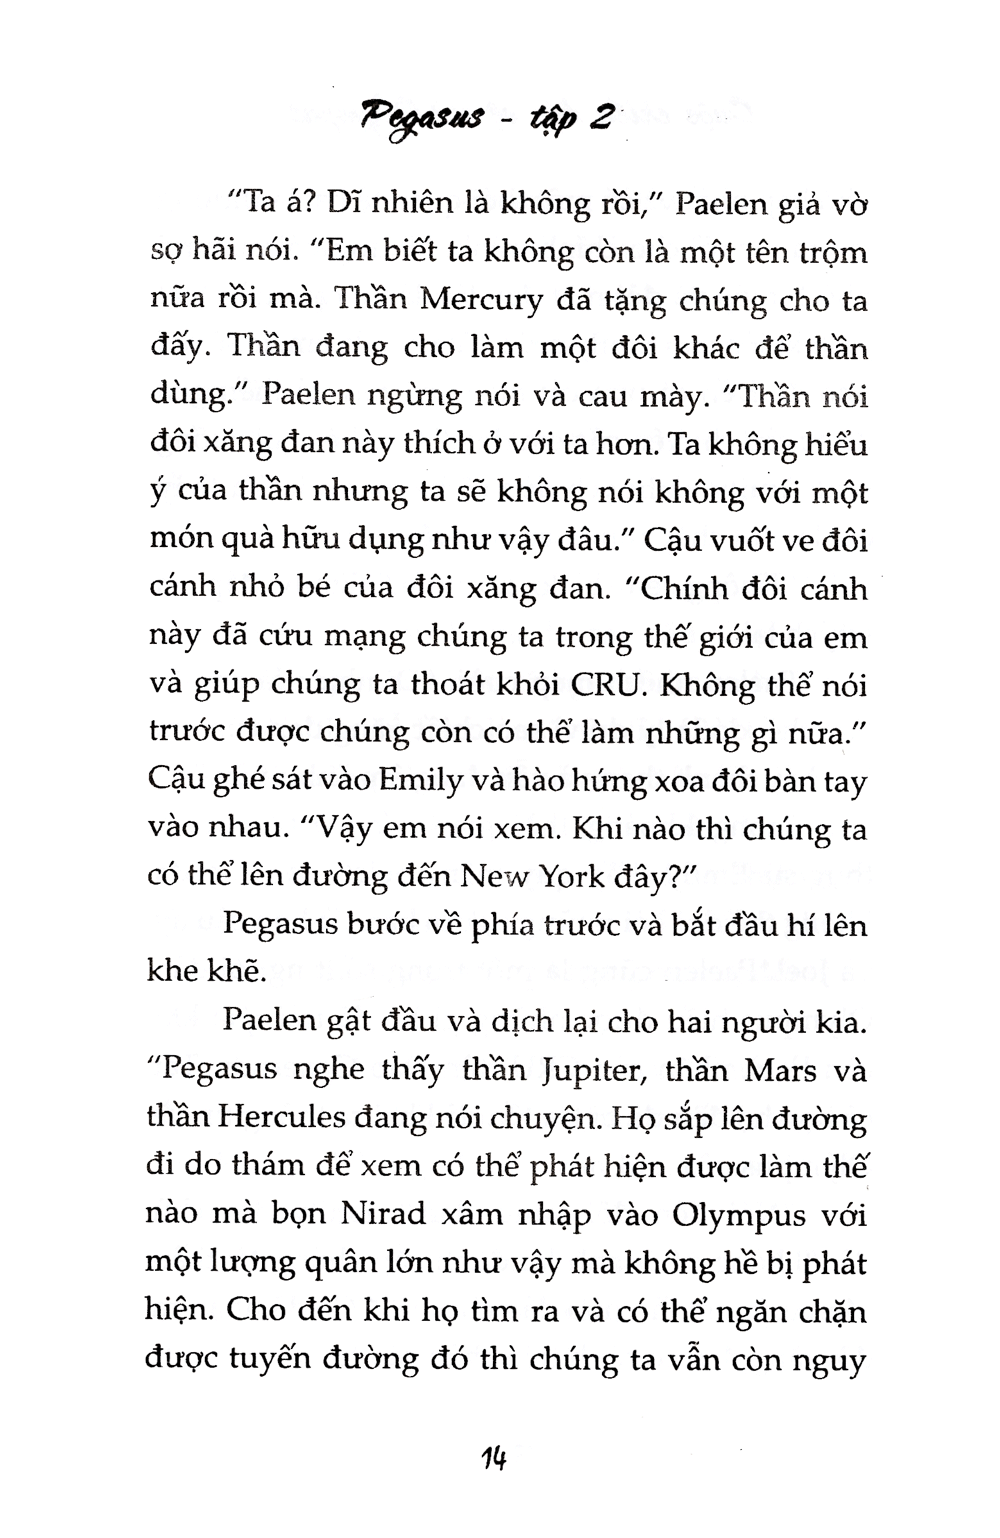 Pegasus - tập 2
"Ta á? Dĩ nhiên là không rồi," Paelen giả vờ
sợ hãi nói. "Em biết ta không còn là một tên trộm
nữa rồi mà. Thần Mercury đã tặng chúng cho ta
đấy. Thần đang cho làm một đôi khác để thần
dùng." Paelen ngừng nói và cau mày. "Thần nói
đôi xăng đan này thích ở với ta hơn. Ta không hiểu
ý của thần nhưng ta sẽ không nói không với một
món quà hữu dụng như vậy đâu." Cậu vuốt ve đôi
cánh nhỏ bé của đôi xăng đan. "Chính đôi cánh
này đã cứu mạng chúng ta trong thế giới của em
và giúp chúng ta thoát khỏi CRU. Không thể nói
trước được chúng còn có thể làm những gì nữa."
Cậu ghé sát vào Emily và hào hứng xoa đôi bàn tay
vào nhau. "Vậy em nói xem. Khi nào thì chúng ta
có thể lên đường đến New York đây?"
Pegasus bước về phía trước và bắt đầu hí lên
khe khẽ.
Paelen gật đầu và dịch lại cho hai người kia.
"Pegasus nghe thấy thần Jupiter, thần Mars và
thần Hercules đang nói chuyện. Họ sắp lên đường
đi do thám để xem có thể phát hiện được làm thế
nào mà bọn Nirad xâm nhập vào Olympus với
một lượng quân lớn như vậy mà không hề bị phát
hiện. Cho đến khi họ tìm ra và có thể ngăn chặn
được tuyến đường đó thì chúng ta vẫn còn nguy
14